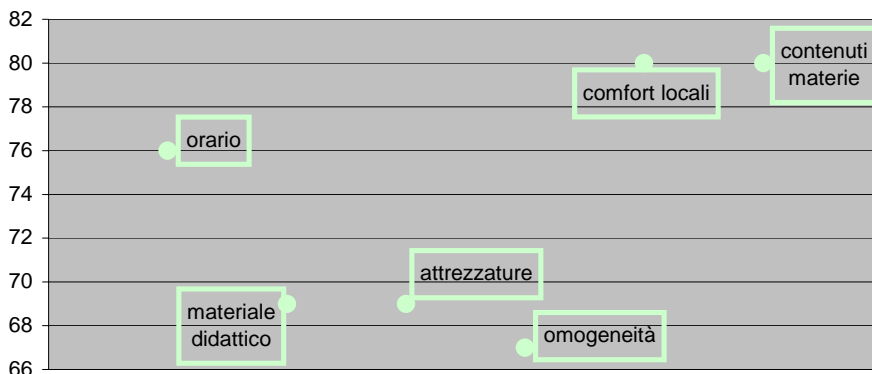 82
80
78
76
74
72
70
68
66
contenuti
materie
comfort locali
orario
attrezzature
materiale
didattico
omogeneità